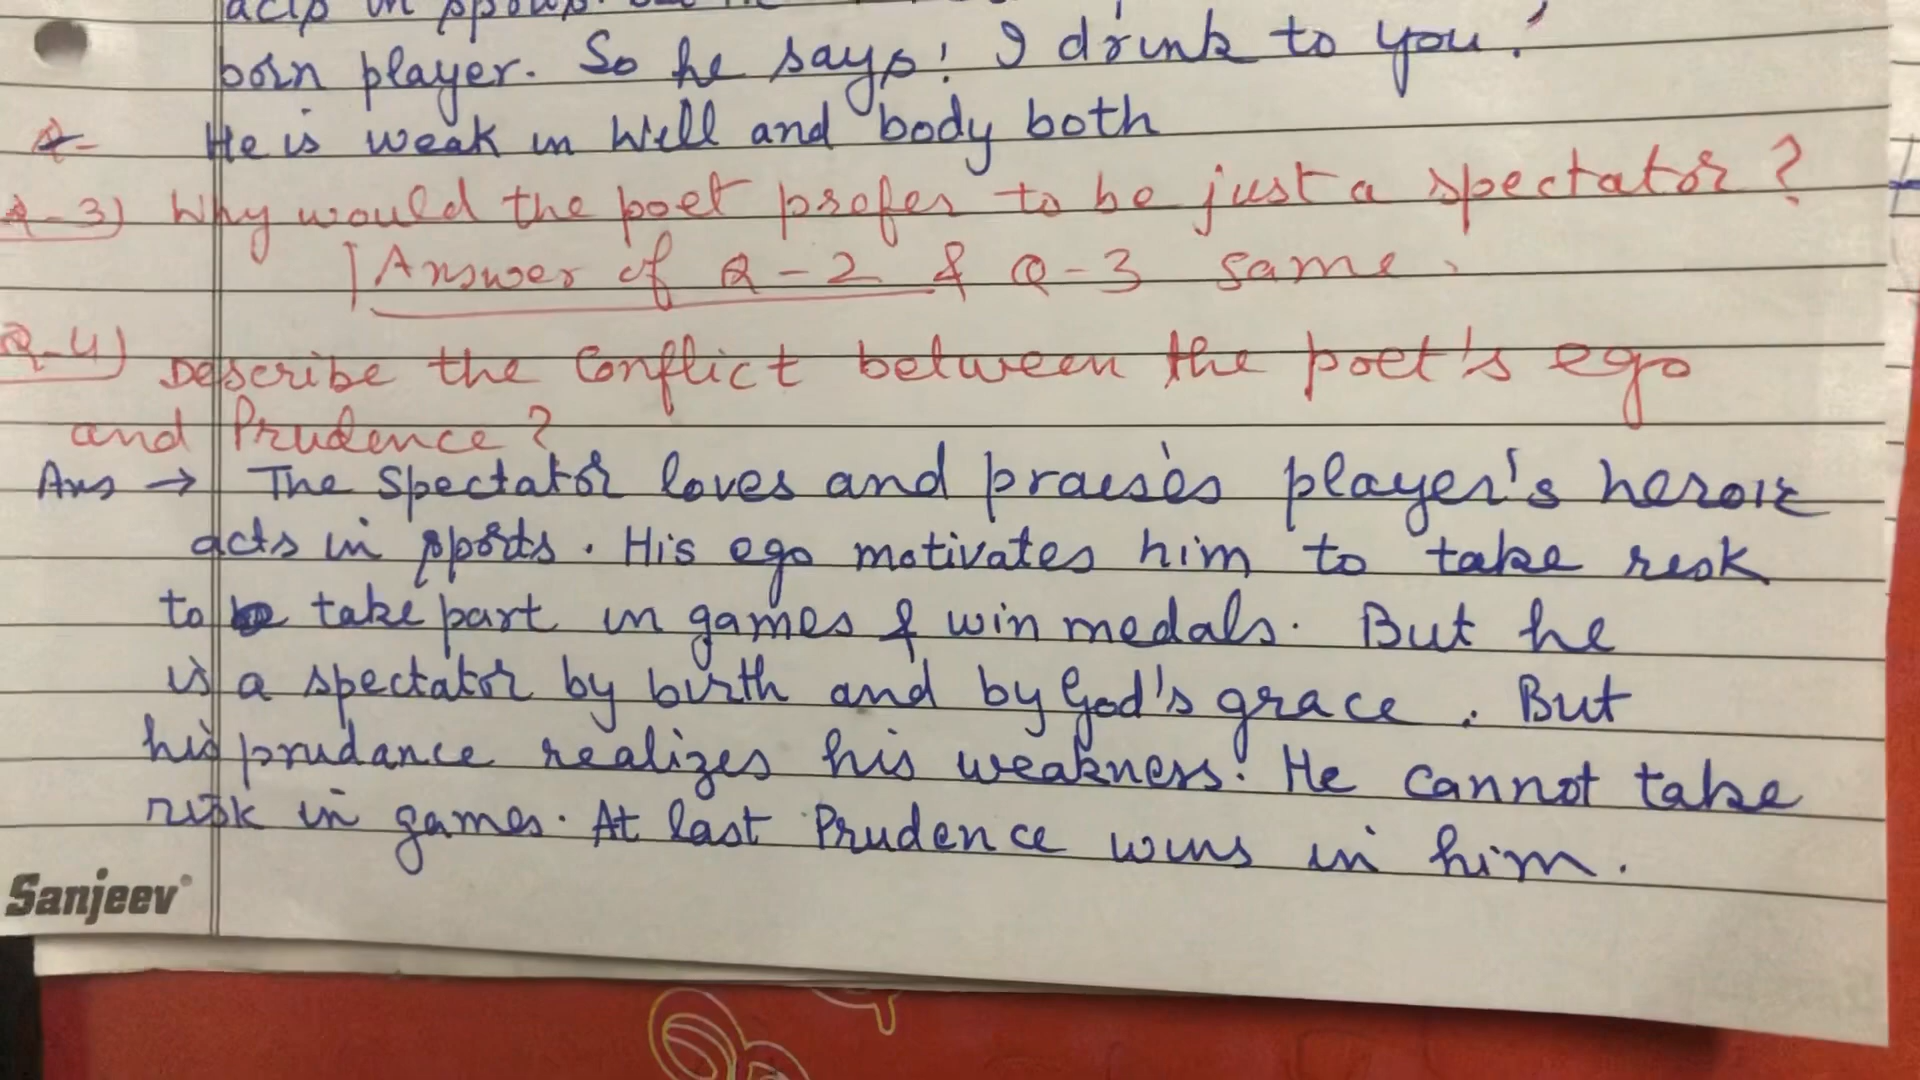 acts in sports.
born player. So he says! I drink to you!
He is weak in Will and body both
Q-3) Why would the poet prefer to be just a spectator?
Answer of Q-2 & Q-3 same.
Q-4) Describe the Conflict between the poet's ego
and Prudence?
Ans → The Spectator loves and praises player's heroic
acts in sports. His ego motivates him to take resk
to take part in games & win medals. But he
is a spectator by birth and by God's grace. But
his prudance realizes his weakness. He cannot take
risk in games. At last Prudence wins in him.
Sanjeev